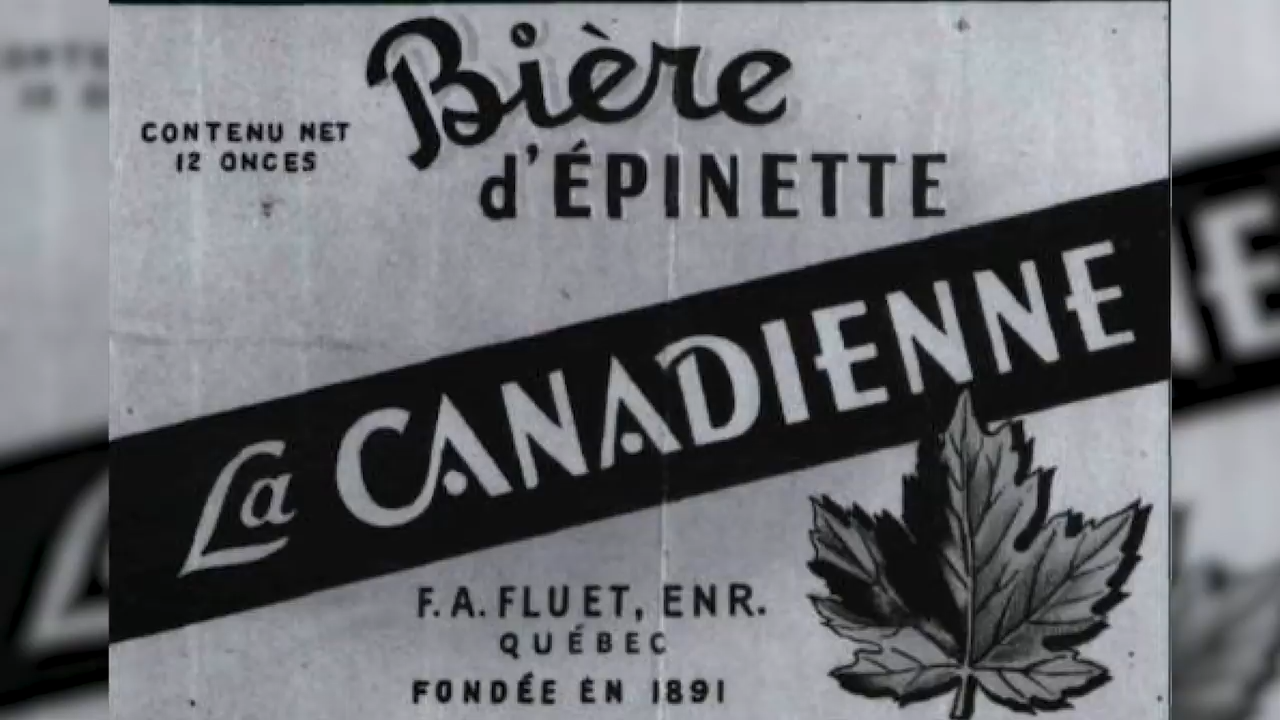 Bière
d'ÉPINETTE
CONTENU NET
12 ONCES
La CANADIENNE
F. A. FLUET, ENR.
QUÉBEC
FONDÉE EN 1891